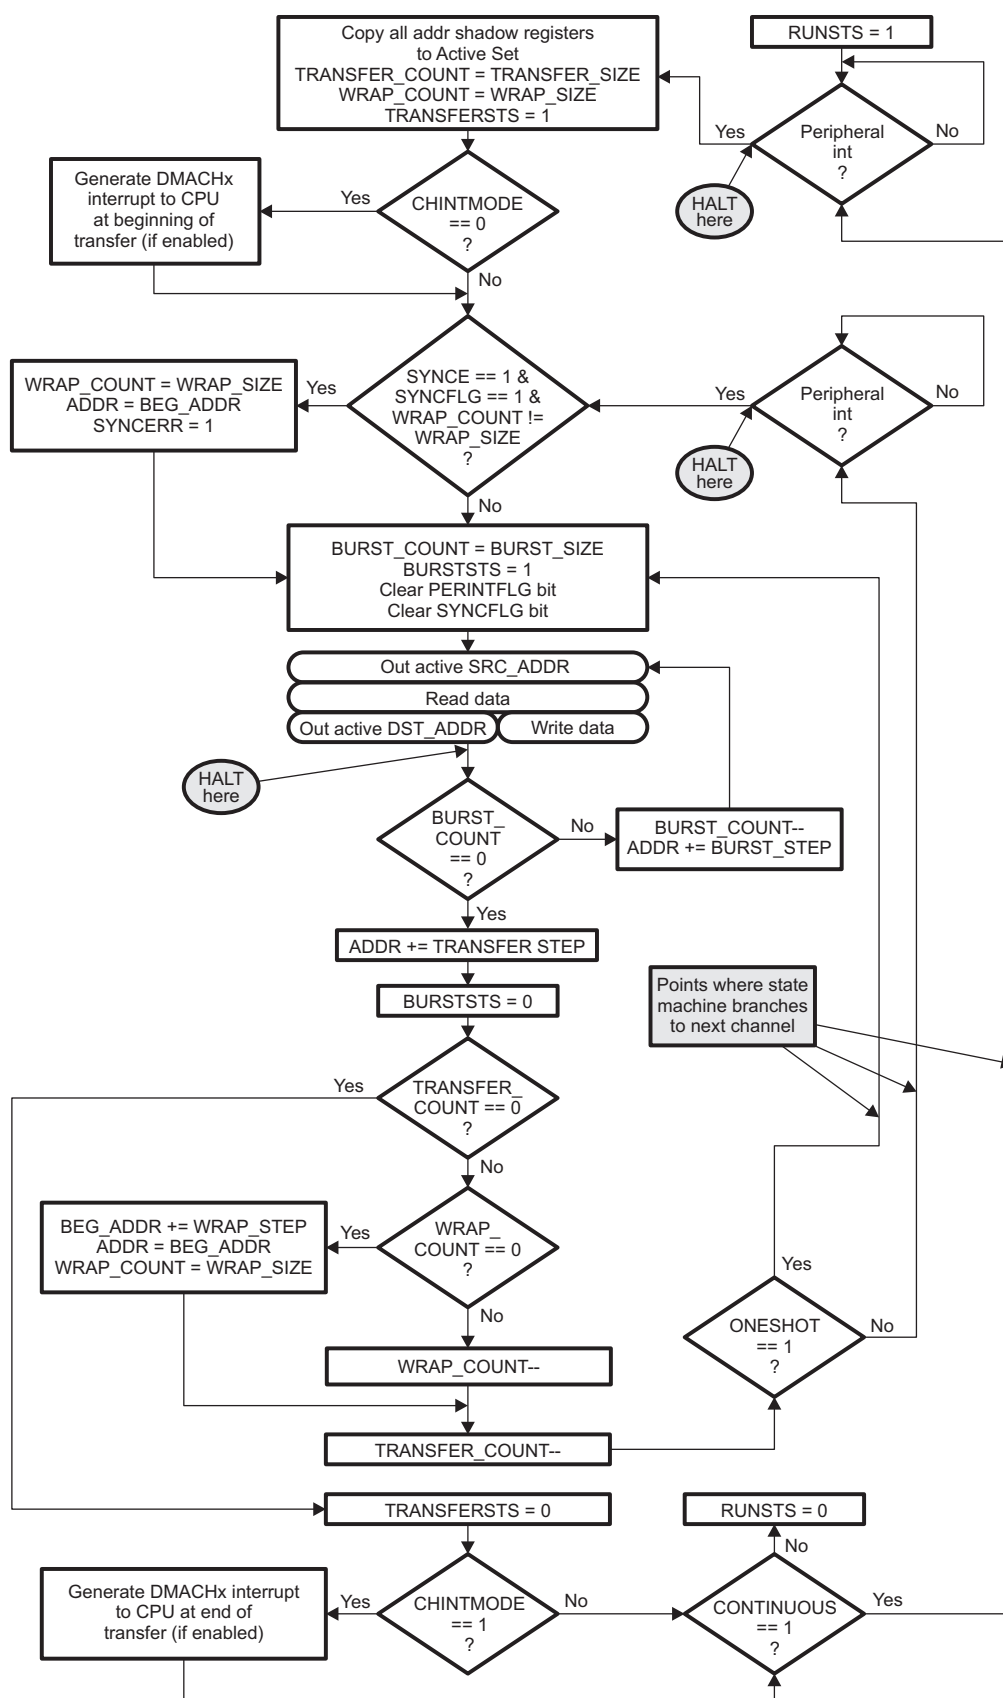 Copy all addr shadow registers
to Active Set
TRANSFER_COUNT = TRANSFER_SIZE
WRAP_COUNT = WRAP_SIZE
TRANSFERSTS = 1
RUNSTS = 1
Peripheral
int
?
Yes
No
HALT
here
CHINTMODE
== 0
?
Yes
No
Generate DMACHx
interrupt to CPU
at beginning of
transfer (if enabled)
SYNCE == 1 &
SYNCFLG == 1 &
WRAP_COUNT !=
WRAP_SIZE
?
Yes
No
WRAP_COUNT = WRAP_SIZE
ADDR = BEG_ADDR
SYNCERR = 1
Peripheral
int
?
Yes
No
HALT
here
BURST_COUNT = BURST_SIZE
BURSTSTS = 1
Clear PERINTFLG bit
Clear SYNCFLG bit
Out active SRC_ADDR
Read data
Out active DST_ADDR
Write data
HALT
here
BURST_
COUNT
== 0
?
No
Yes
BURST_COUNT--
ADDR += BURST_STEP
ADDR += TRANSFER STEP
BURSTSTS = 0
Points where state
machine branches
to next channel
TRANSFER_
COUNT == 0
?
Yes
No
WRAP_
COUNT == 0
?
Yes
No
BEG_ADDR += WRAP_STEP
ADDR = BEG_ADDR
WRAP_COUNT = WRAP_SIZE
ONESHOT
== 1
?
Yes
No
WRAP_COUNT--
TRANSFER_COUNT--
TRANSFERSTS = 0
RUNSTS = 0
Generate DMACHx interrupt
to CPU at end of
transfer (if enabled)
Yes
CHINTMODE
== 1
?
No
CONTINUOUS
== 1
?
No
Yes